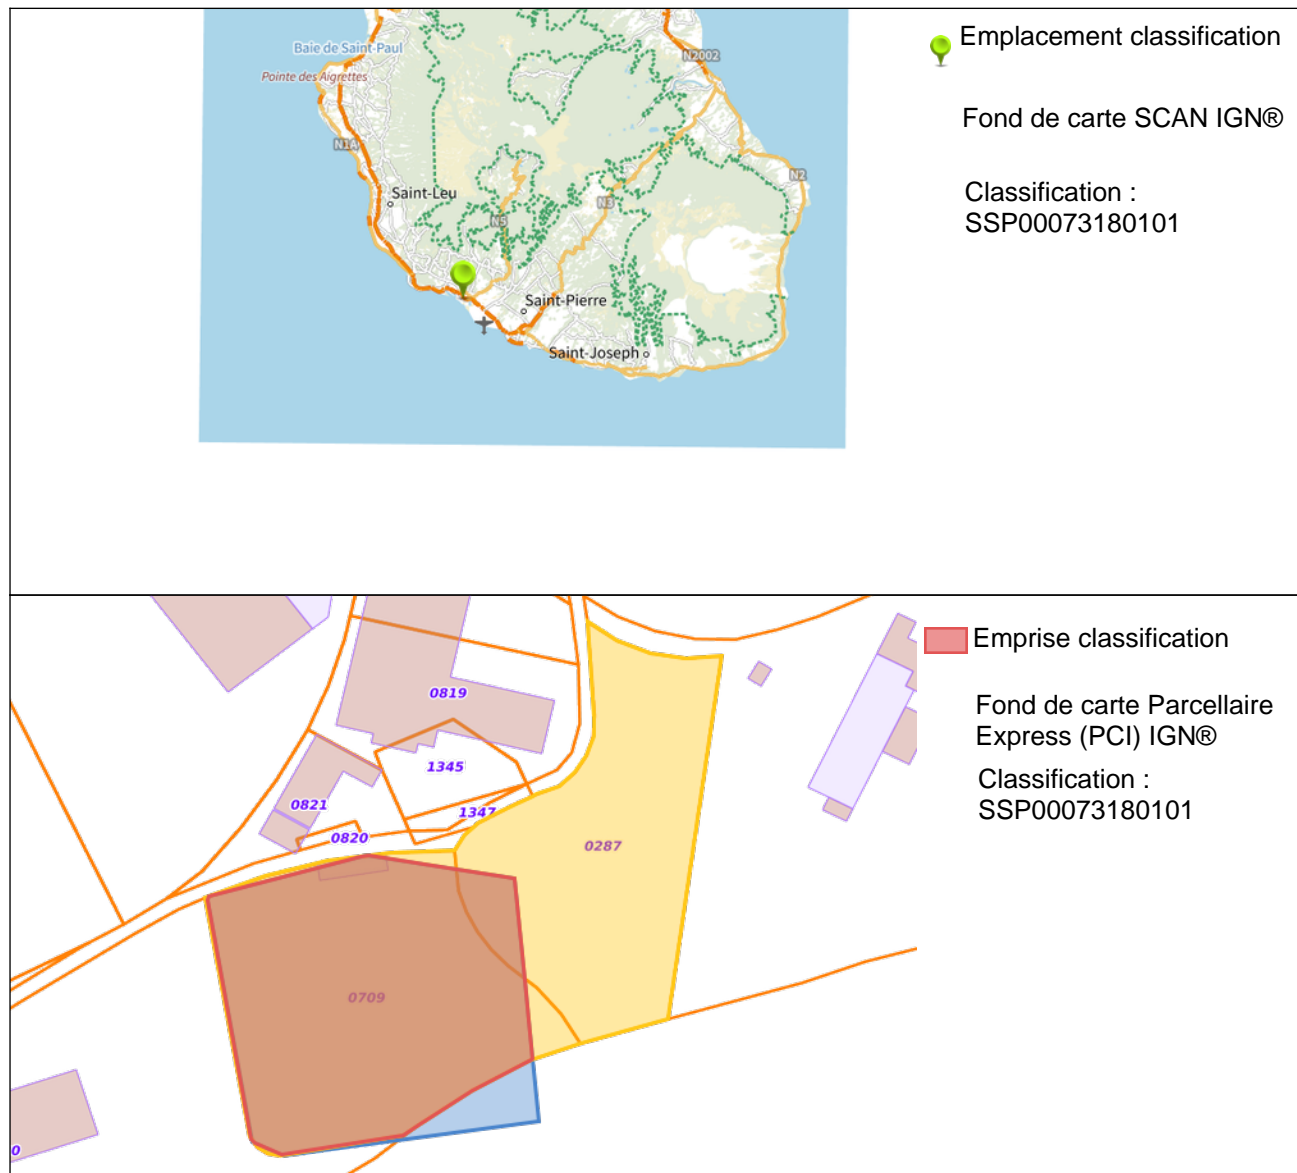 Baie de Saint-Paul
Pointe des Aigrettes
N2002
N1A
Saint-Leu
N2
N3
N5
Saint-Pierre
Saint-Joseph
Emplacement classification
Fond de carte SCAN IGN®
Classification :
SSP00073180101
0819
1345
0821
1347
0820
0287
0709
0
Emprise classification
Fond de carte Parcellaire
Express (PCI) IGN®
Classification :
SSP00073180101